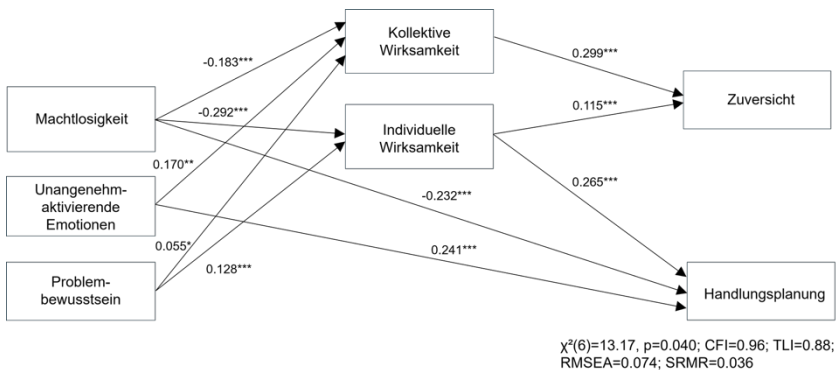 Kollektive
Wirksamkeit
-0.183***
0.299***
Machtlosigkeit
Zuversicht
-0.292***
0.115***
Individuelle
Wirksamkeit
0.170**
Unangenehm-
aktivierende
Emotionen
-0.232***
0.265***
0.055*
0.241***
0.128***
Problem-
bewusstsein
Handlungsplanung
χ²(6)=13.17, p=0.040; CFI=0.96; TLI=0.88;
RMSEA=0.074; SRMR=0.036